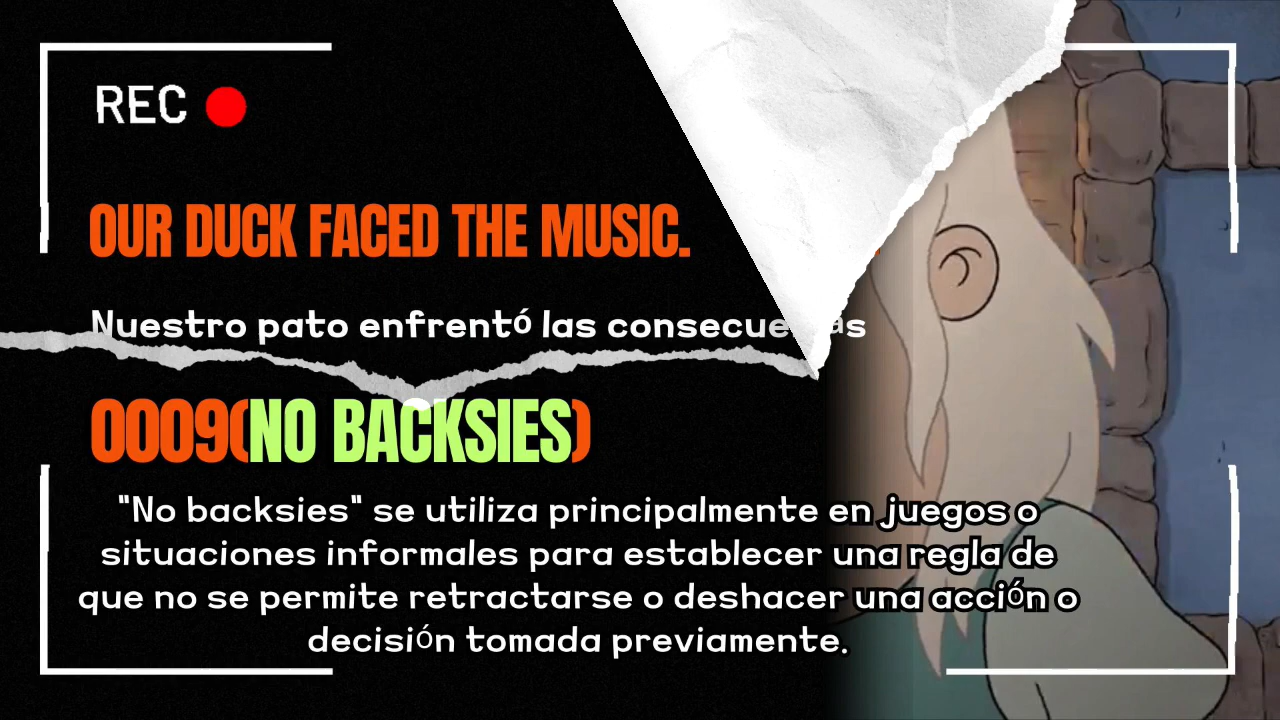 REC
OUR DUCK FACED THE MUSIC.
Nuestro pato enfrentó las
0009(NO BACKSIES)
"No backsies" se utiliza principalmente en juegos o
situaciones informales para establecer una regla de
que no se permite retractarse o deshacer una acción o
decisión tomada previamente.